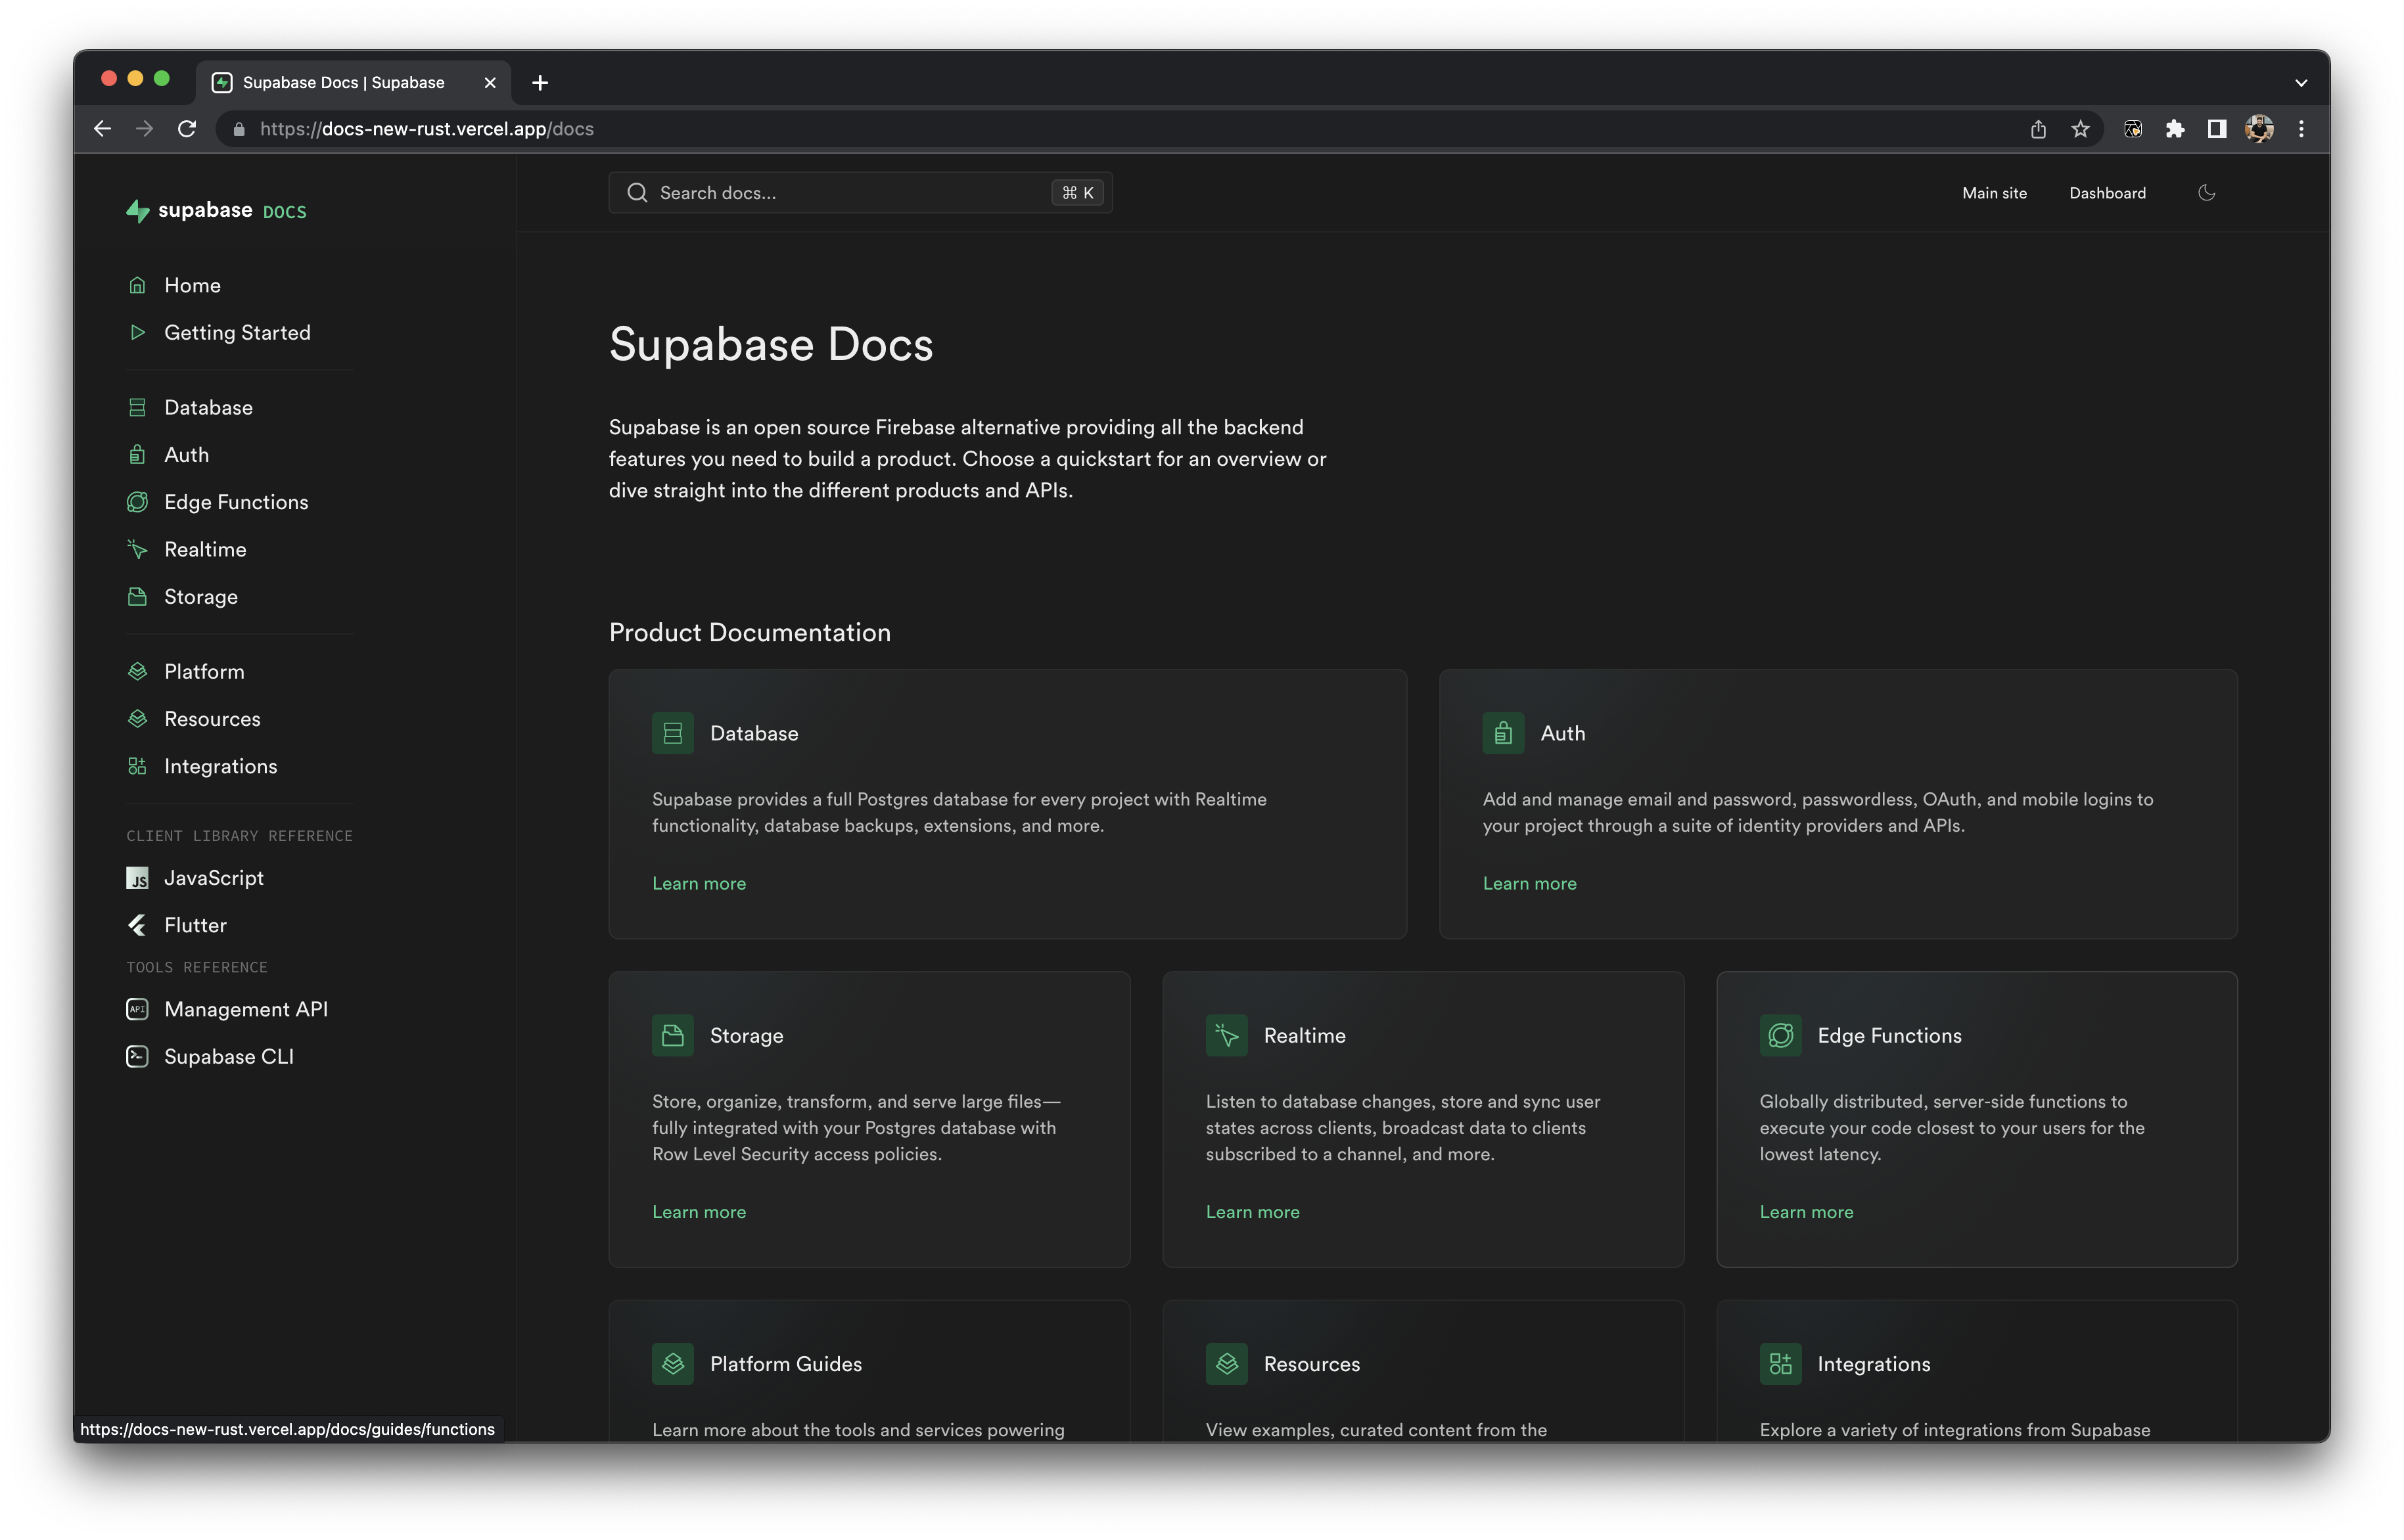 Supabase Docs | Supabase
https://docs-new-rust.vercel.app/docs
supabase DOCS
Search docs...
⌘ K
Main site
Dashboard
Home
Getting Started
Database
Auth
Edge Functions
Realtime
Storage
Platform
Resources
Integrations
CLIENT LIBRARY REFERENCE
JS
JavaScript
Flutter
TOOLS REFERENCE
API
Management API
Supabase CLI
Supabase Docs
Supabase is an open source Firebase alternative providing all the backend
features you need to build a product. Choose a quickstart for an overview or
dive straight into the different products and APIs.
Product Documentation
Database
Supabase provides a full Postgres database for every project with Realtime
functionality, database backups, extensions, and more.
Learn more
Auth
Add and manage email and password, passwordless, OAuth, and mobile logins to
your project through a suite of identity providers and APIs.
Learn more
Storage
Store, organize, transform, and serve large files—
fully integrated with your Postgres database with
Row Level Security access policies.
Learn more
Realtime
Listen to database changes, store and sync user
states across clients, broadcast data to clients
subscribed to a channel, and more.
Learn more
Edge Functions
Globally distributed, server-side functions to
execute your code closest to your users for the
lowest latency.
Learn more
Platform Guides
Learn more about the tools and services powering
Resources
View examples, curated content from the
Integrations
Explore a variety of integrations from Supabase
https://docs-new-rust.vercel.app/docs/guides/functions